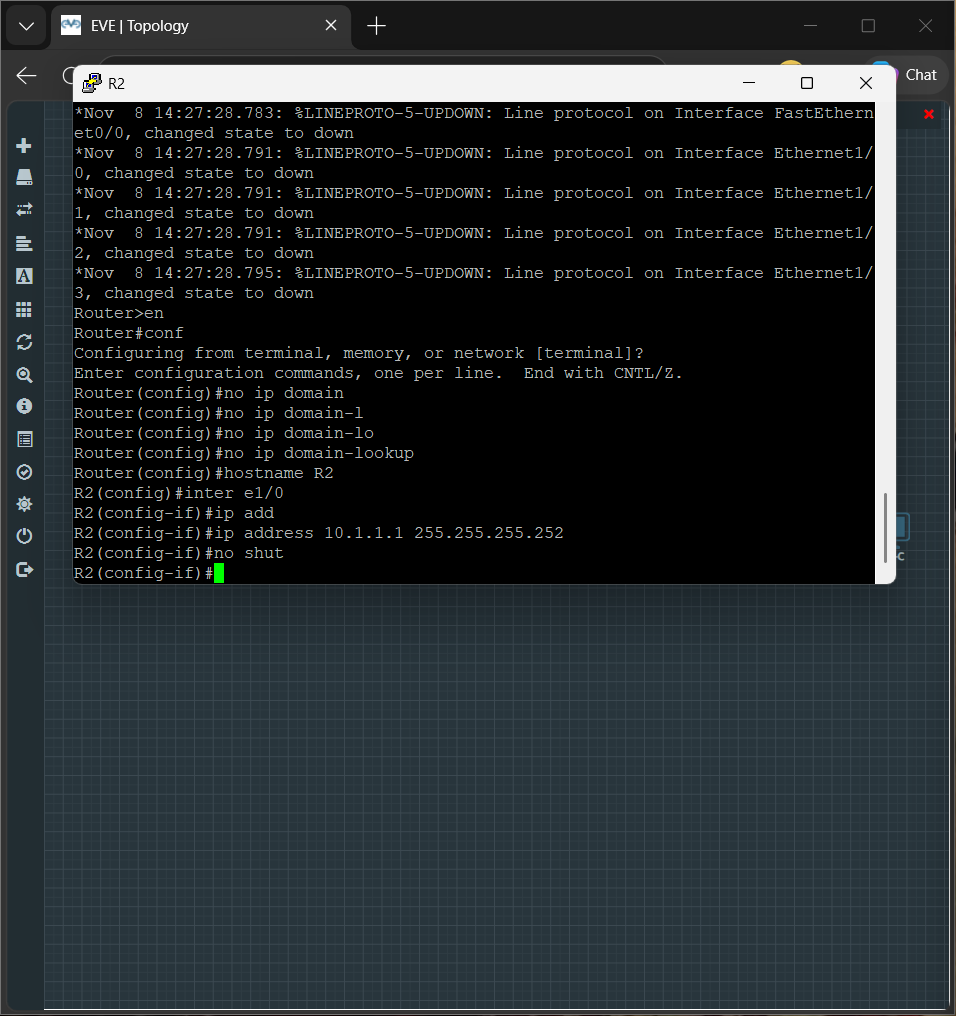 EVE | Topology
Chat
R2
*Nov  8 14:27:28.783: %LINEPROTO-5-UPDOWN: Line protocol on Interface FastEthern
et0/0, changed state to down
*Nov  8 14:27:28.791: %LINEPROTO-5-UPDOWN: Line protocol on Interface Ethernet1/
0, changed state to down
*Nov  8 14:27:28.791: %LINEPROTO-5-UPDOWN: Line protocol on Interface Ethernet1/
1, changed state to down
*Nov  8 14:27:28.791: %LINEPROTO-5-UPDOWN: Line protocol on Interface Ethernet1/
2, changed state to down
*Nov  8 14:27:28.795: %LINEPROTO-5-UPDOWN: Line protocol on Interface Ethernet1/
3, changed state to down
Router>en
Router#conf
Configuring from terminal, memory, or network [terminal]?
Enter configuration commands, one per line.  End with CNTL/Z.
Router(config)#no ip domain
Router(config)#no ip domain-l
Router(config)#no ip domain-lo
Router(config)#no ip domain-lookup
Router(config)#hostname R2
R2(config)#inter e1/0
R2(config-if)#ip add
R2(config-if)#ip address 10.1.1.1 255.255.255.252
R2(config-if)#no shut
R2(config-if)#